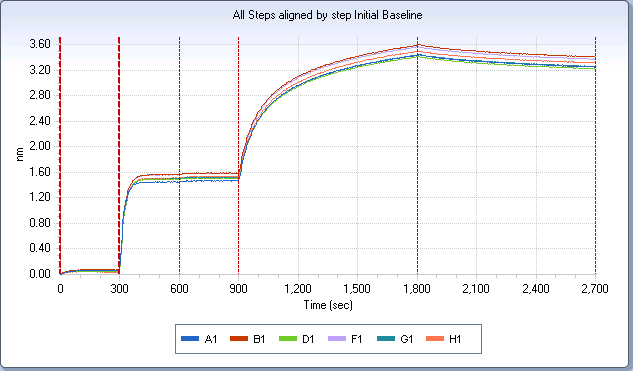 All Steps aligned by step Initial Baseline
3.60
3.20
2.80
2.40
2.00
1.60
1.20
0.80
0.40
0.00
nm
0 300 600 900 1,200 1,500 1,800 2,100 2,400 2,700
Time (sec)
A1 B1 D1 F1 G1 H1